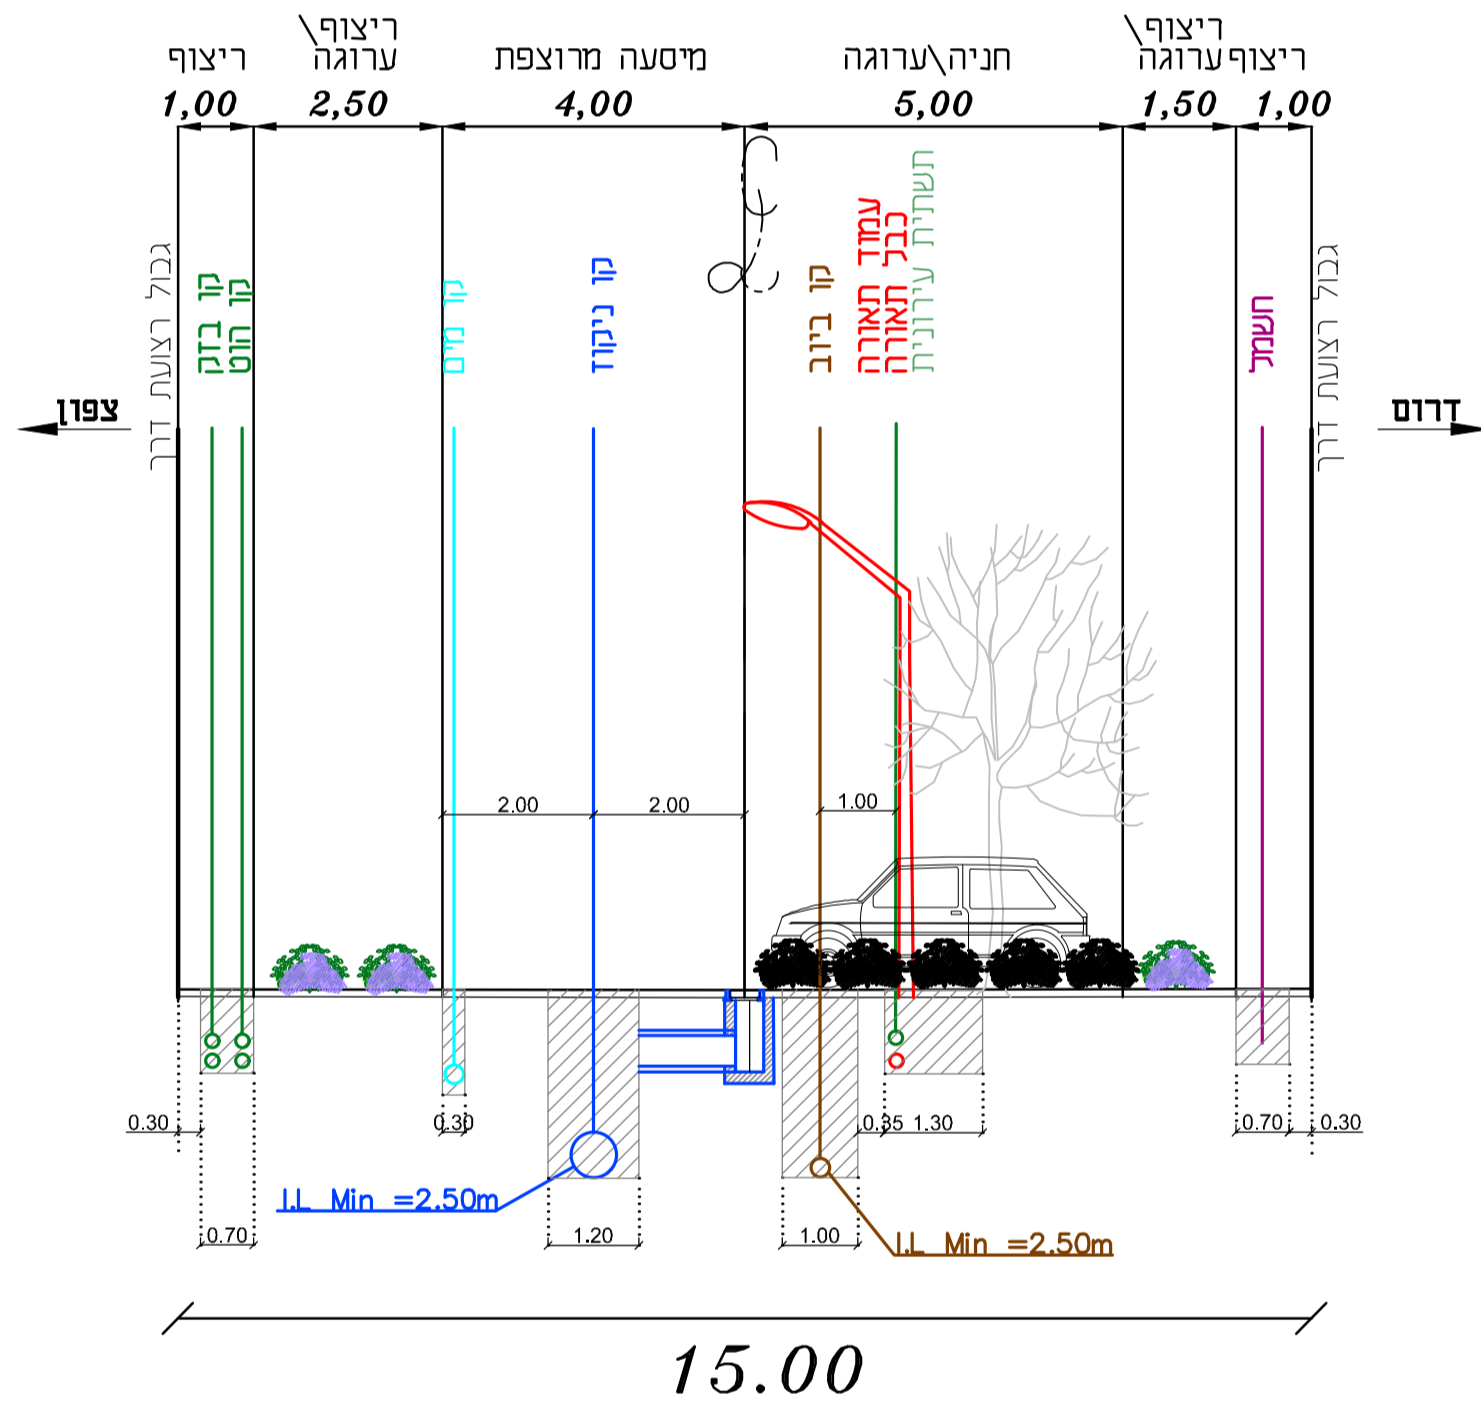 ריצוף
ריצוף\
ערוגה
מיסעה מרוצפת
חניה\ערוגה
ריצוף\
ערוגה
ריצוף
1,00
2,50
4,00
5,00
1,50
1,00
גבול רצועת דרך
קו בזק
קו הוט
קו מים
קו ניקוז
קו ביוב
עמוד תאורה
כבל תאורה
תשתית עירונית
חשמל
גבול רצועת דרך
צפון
דרום
2.00
2.00
1.00
0.30
0.30
0.35
1.30
0.70
0.30
I.L Min =2.50m
0.70
1.20
1.00
I.L Min =2.50m
15.00